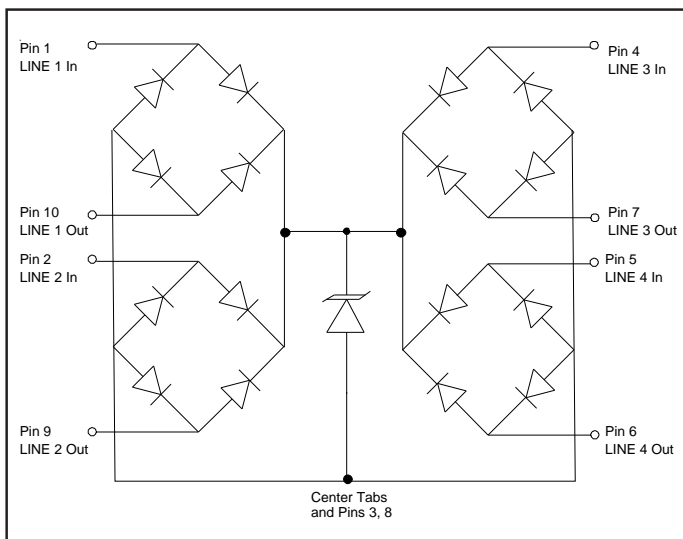 Pin 1
LINE 1 In
Pin 4
LINE 3 In
Pin 10
LINE 1 Out
Pin 7
LINE 3 Out
Pin 2
LINE 2 In
Pin 5
LINE 4 In
Pin 9
LINE 2 Out
Pin 6
LINE 4 Out
Center Tabs
and Pins 3, 8